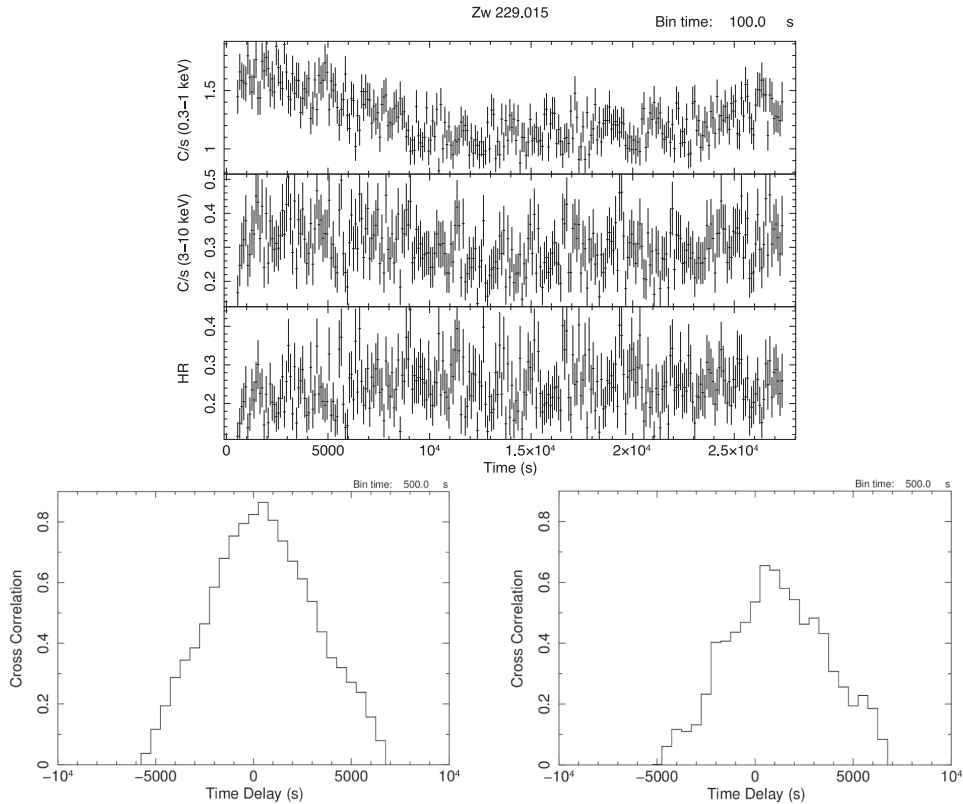 Zw 229.015
Bin time: 100.0 s
C/s (0.3−1 keV)
1.5
1
C/s (3−10 keV)
0.5
0.4
0.3
0.2
HR
0.4
0.3
0.2
0 5000 10⁴ 1.5×10⁴ 2×10⁴ 2.5×10⁴
Time (s)
Bin time: 500.0 s
Cross Correlation
0.8
0.6
0.4
0.2
0
−10⁴ −5000 0 5000 10⁴
Time Delay (s)
Bin time: 500.0 s
Cross Correlation
0.8
0.6
0.4
0.2
0
−10⁴ −5000 0 5000 10⁴
Time Delay (s)